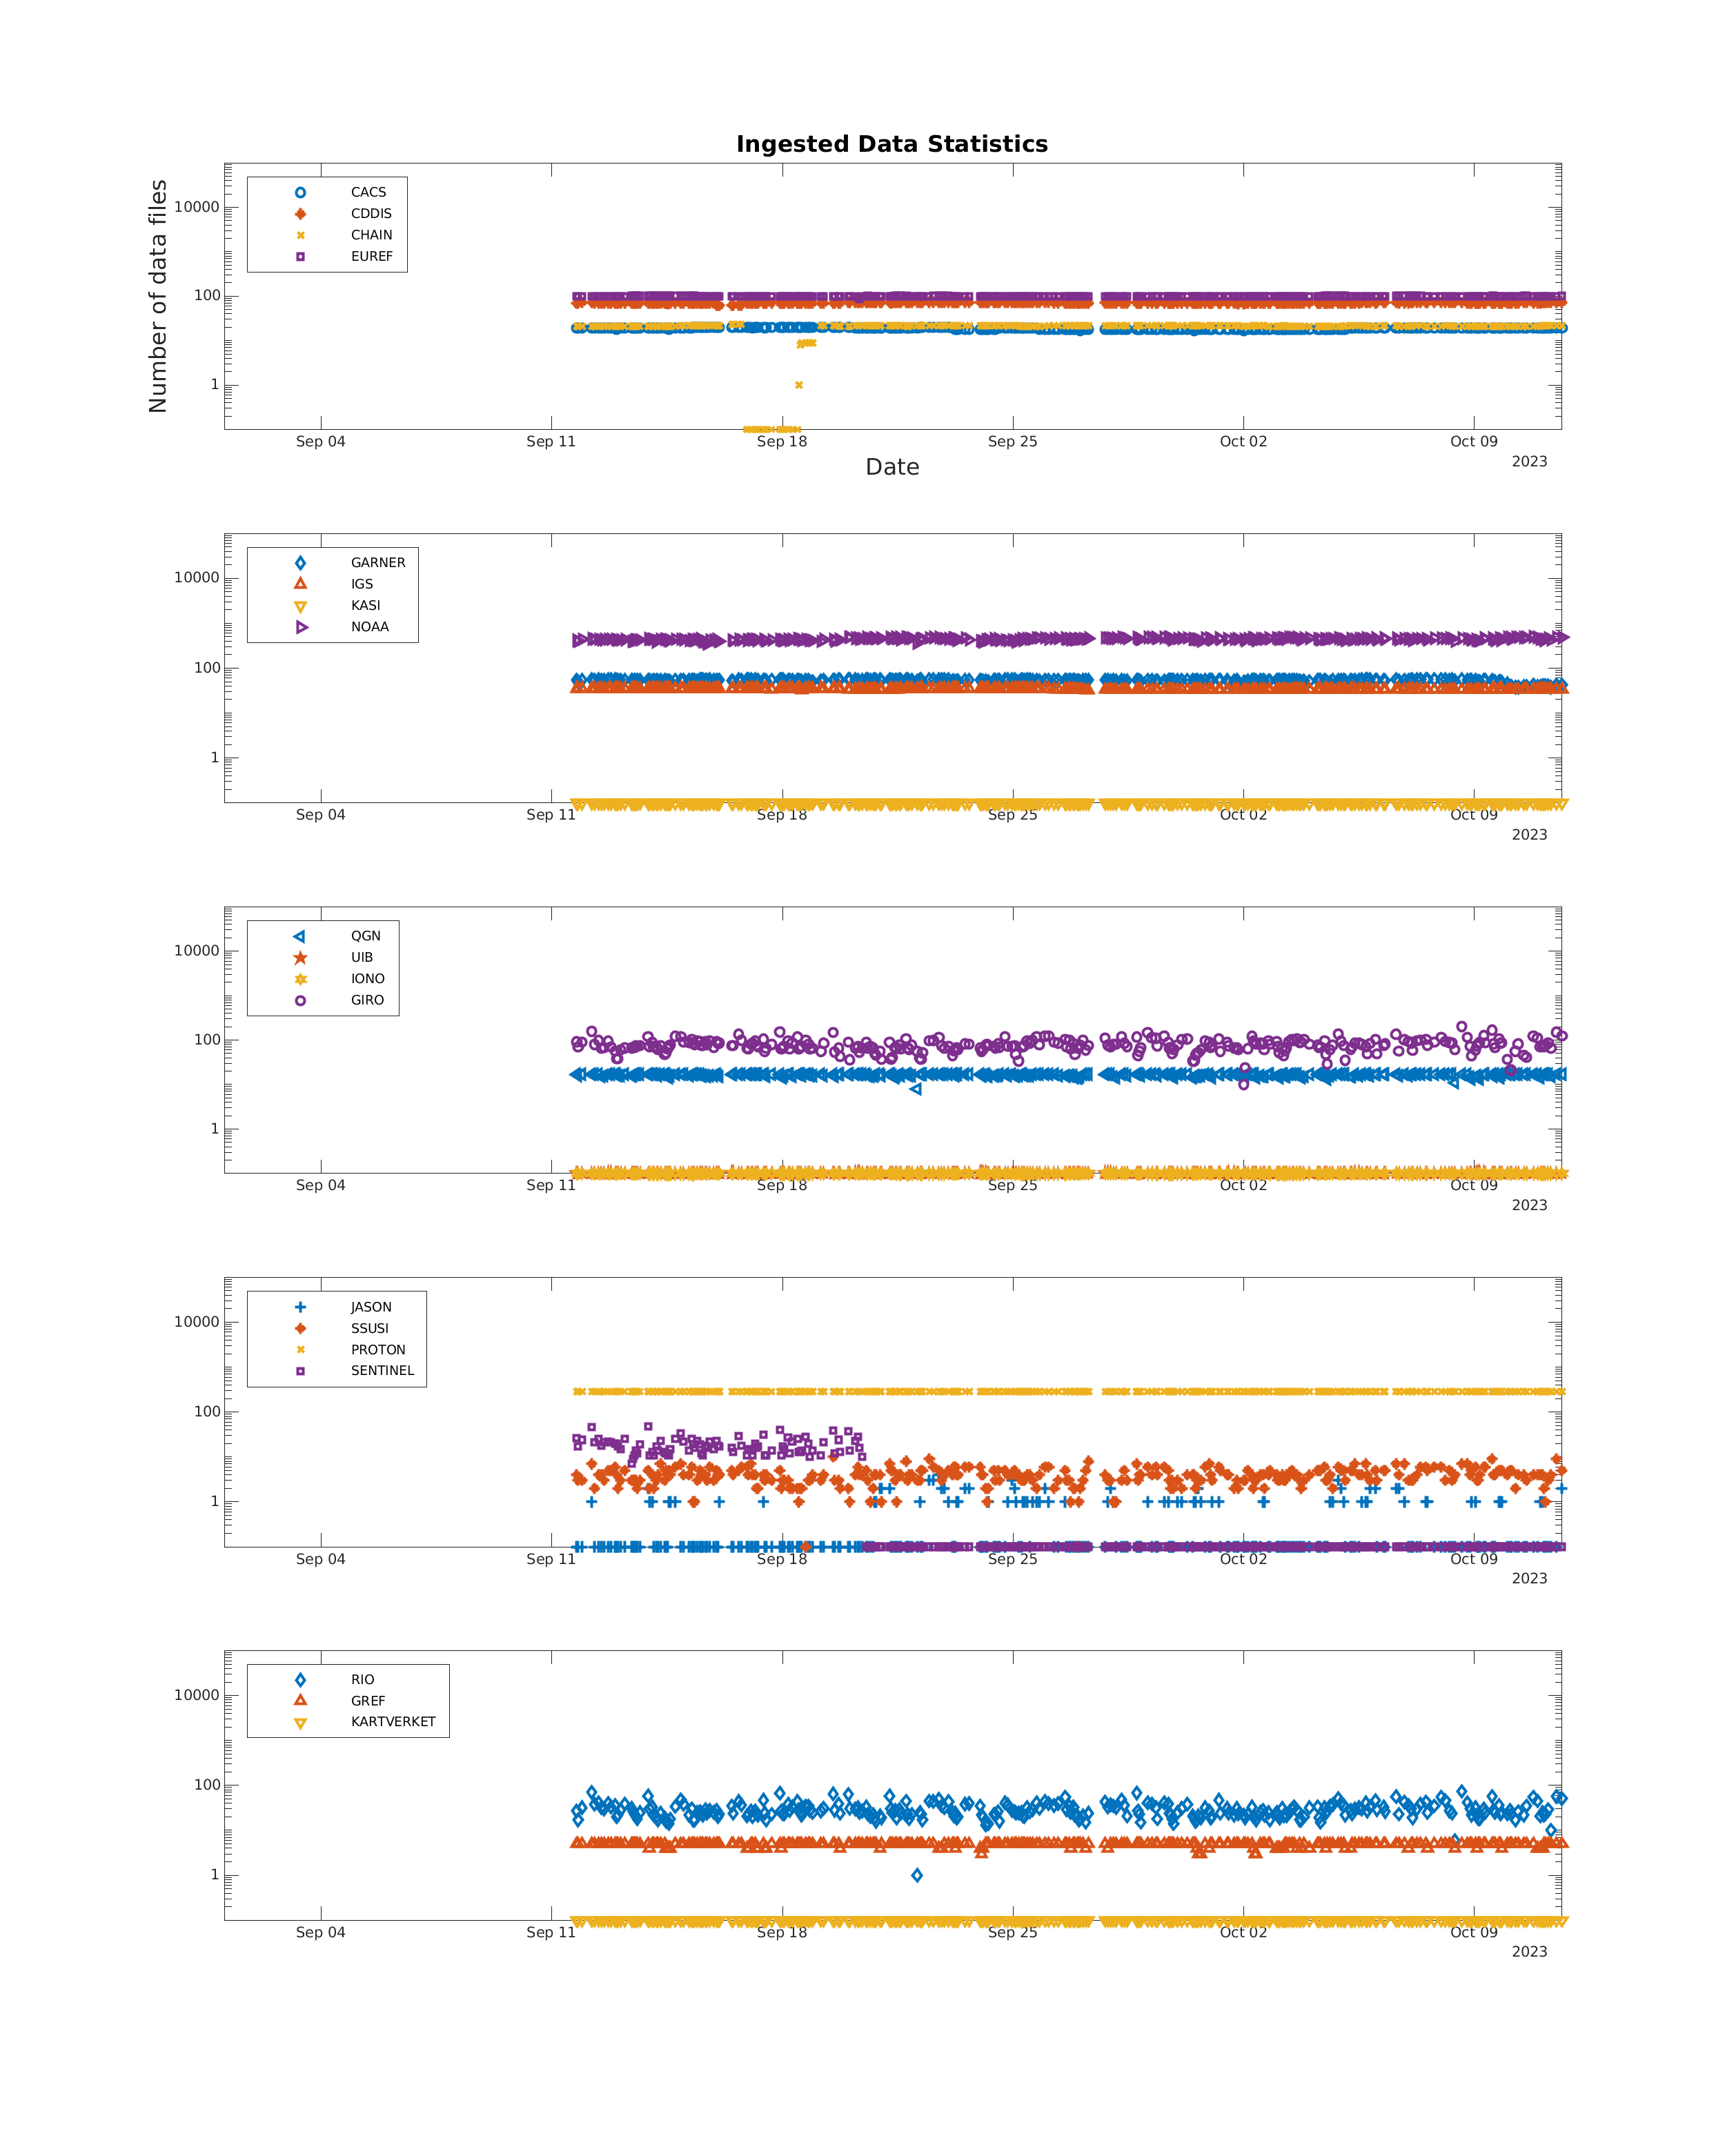 Ingested Data Statistics
Number of data files
10000
100
1
CACS
CDDIS
CHAIN
EUREF
Sep 04 Sep 11 Sep 18 Sep 25 Oct 02 Oct 09
2023
Date
10000
100
1
GARNER
IGS
KASI
NOAA
Sep 04 Sep 11 Sep 18 Sep 25 Oct 02 Oct 09
2023
10000
100
1
QGN
UIB
IONO
GIRO
Sep 04 Sep 11 Sep 18 Sep 25 Oct 02 Oct 09
2023
10000
100
1
JASON
SSUSI
PROTON
SENTINEL
Sep 04 Sep 11 Sep 18 Sep 25 Oct 02 Oct 09
2023
10000
100
1
RIO
GREF
KARTVERKET
Sep 04 Sep 11 Sep 18 Sep 25 Oct 02 Oct 09
2023